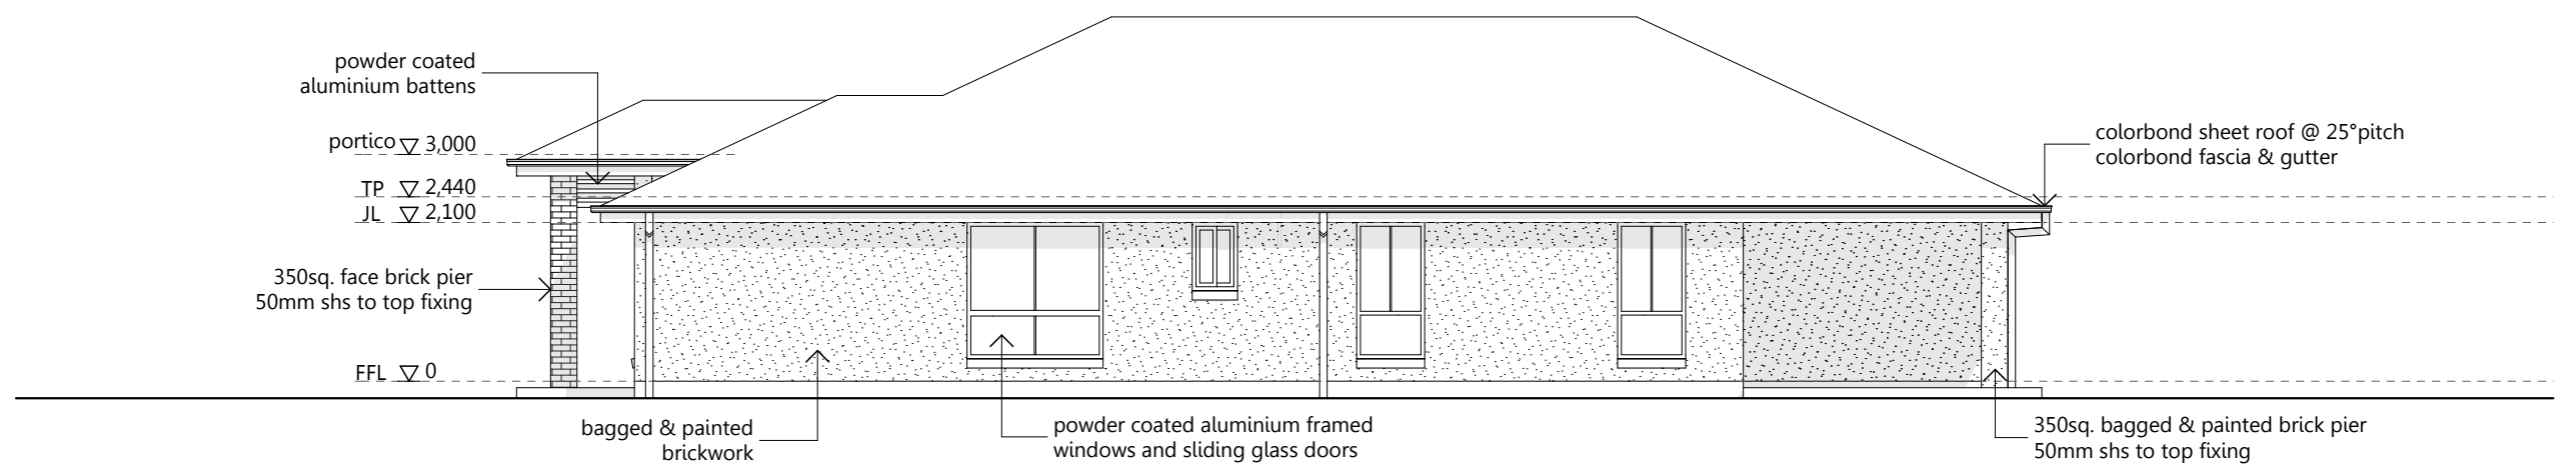 powder coated
aluminium battens
portico 3,000
TP 2,440
JL 2,100
350sq. face brick pier
50mm shs to top fixing
FFL 0
bagged & painted
brickwork
powder coated aluminium framed
windows and sliding glass doors
colorbond sheet roof @ 25°pitch
colorbond fascia & gutter
350sq. bagged & painted brick pier
50mm shs to top fixing